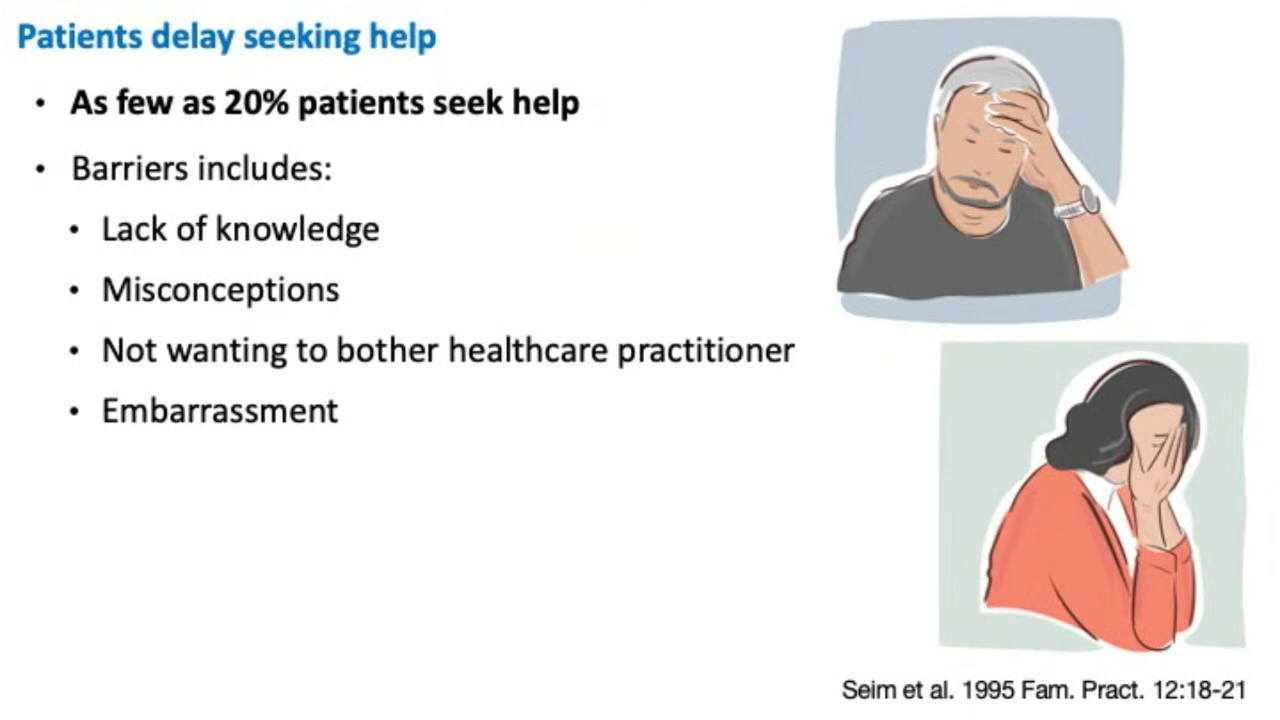 Patients delay seeking help
• As few as 20% patients seek help
• Barriers includes:
• Lack of knowledge
• Misconceptions
• Not wanting to bother healthcare practitioner
• Embarrassment
Seim et al. 1995 Fam. Pract. 12:18-21